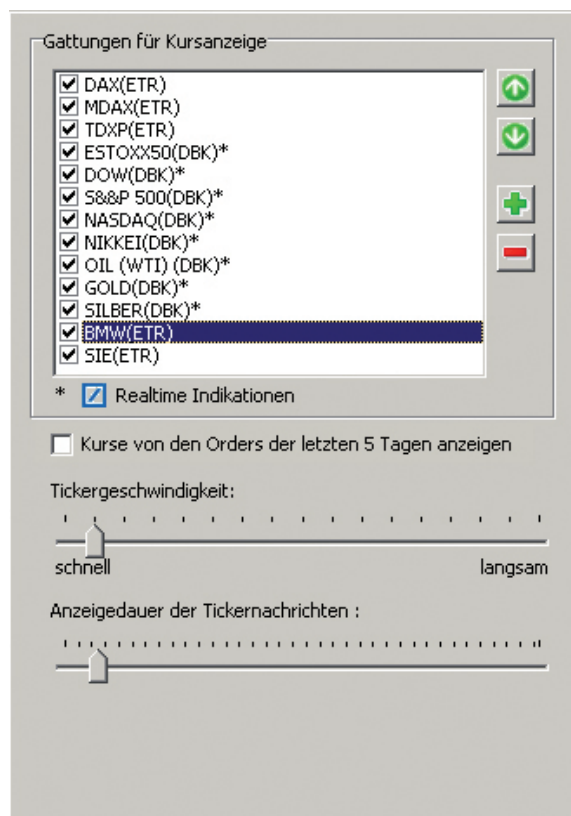 Gattungen für Kursanzeige
DAX(ETR)
MDAX(ETR)
TDXP(ETR)
ESTOXX50(DBK)*
DOW(DBK)*
S&&P 500(DBK)*
NASDAQ(DBK)*
NIKKEI(DBK)*
OIL (WTI) (DBK)*
GOLD(DBK)*
SILBER(DBK)*
BMW(ETR)
SIE(ETR)
* Realtime Indikationen
Kurse von den Orders der letzten 5 Tagen anzeigen
Tickergeschwindigkeit:
schnell langsam
Anzeigedauer der Tickernachrichten :